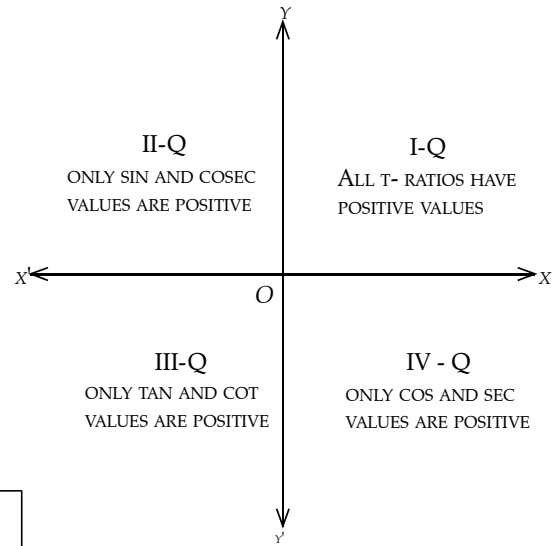 Y
II-Q
ONLY SIN AND COSEC
VALUES ARE POSITIVE
I-Q
ALL T- RATIOS HAVE
POSITIVE VALUES
X'
O
X
III-Q
ONLY TAN AND COT
VALUES ARE POSITIVE
IV - Q
ONLY COS AND SEC
VALUES ARE POSITIVE
Y'